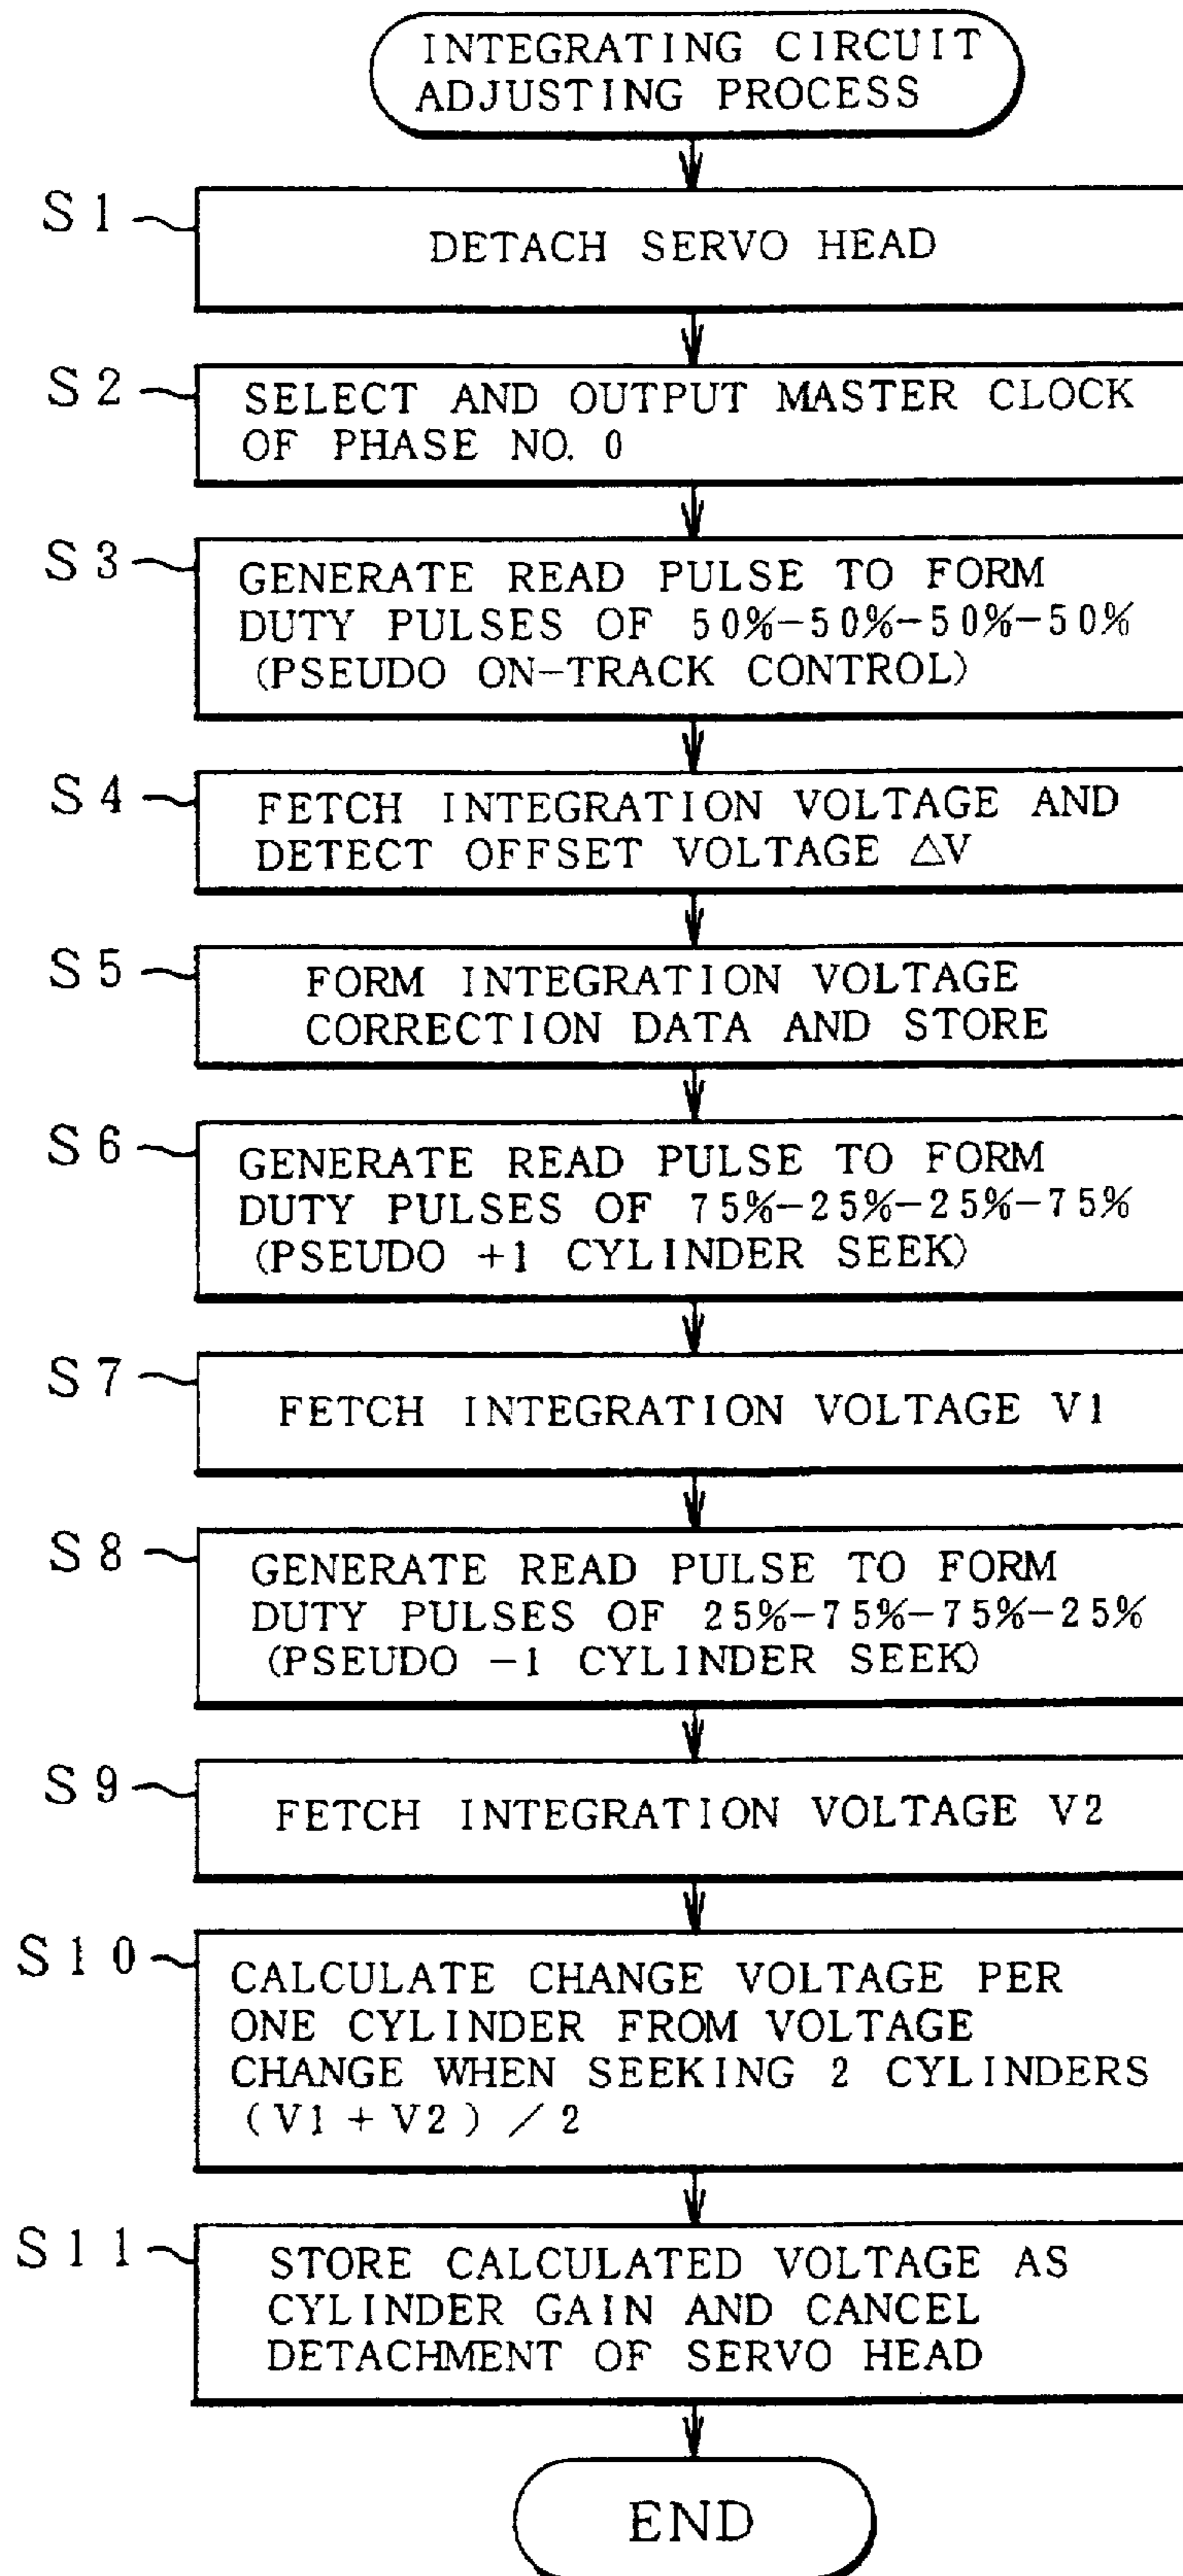 INTEGRATING CIRCUIT
ADJUSTING PROCESS
S1
DETACH SERVO HEAD
S2
SELECT AND OUTPUT MASTER CLOCK
OF PHASE NO. 0
S3
GENERATE READ PULSE TO FORM
DUTY PULSES OF 50%-50%-50%-50%
(PSEUDO ON-TRACK CONTROL)
S4
FETCH INTEGRATION VOLTAGE AND
DETECT OFFSET VOLTAGE △V
S5
FORM INTEGRATION VOLTAGE
CORRECTION DATA AND STORE
S6
GENERATE READ PULSE TO FORM
DUTY PULSES OF 75%-25%-25%-75%
(PSEUDO +1 CYLINDER SEEK)
S7
FETCH INTEGRATION VOLTAGE V1
S8
GENERATE READ PULSE TO FORM
DUTY PULSES OF 25%-75%-75%-25%
(PSEUDO -1 CYLINDER SEEK)
S9
FETCH INTEGRATION VOLTAGE V2
S10
CALCULATE CHANGE VOLTAGE PER
ONE CYLINDER FROM VOLTAGE
CHANGE WHEN SEEKING 2 CYLINDERS
(V1 + V2) / 2
S11
STORE CALCULATED VOLTAGE AS
CYLINDER GAIN AND CANCEL
DETACHMENT OF SERVO HEAD
END